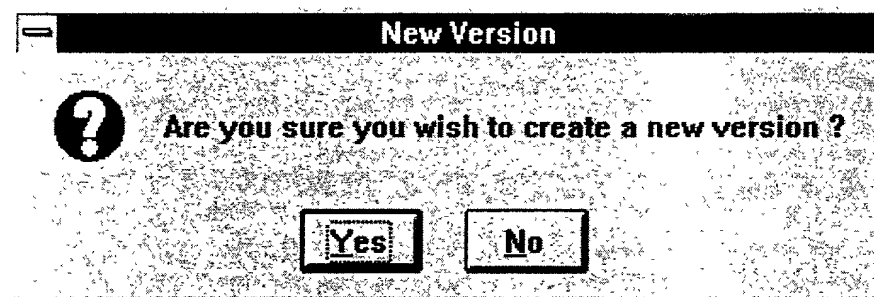 New Version
Are you sure you wish to create a new version ?
Yes
No